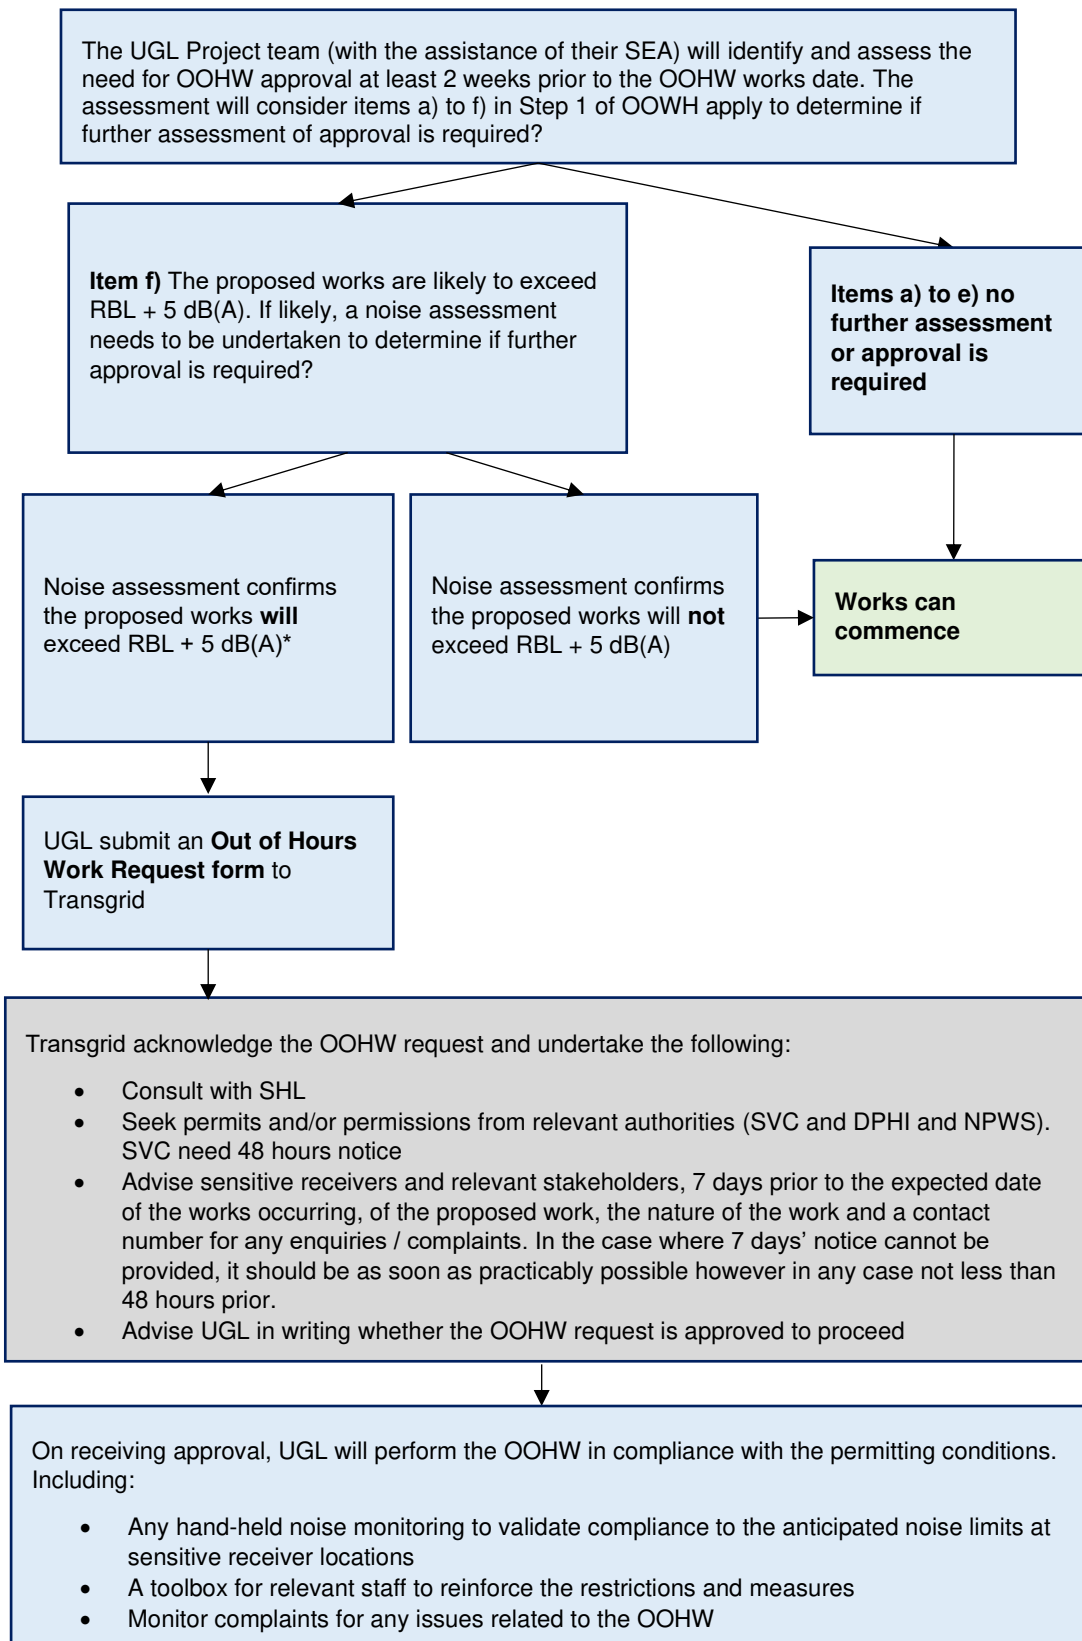 The UGL Project team (with the assistance of their SEA) will identify and assess the
need for OOHW approval at least 2 weeks prior to the OOHW works date. The
assessment will consider items a) to f) in Step 1 of OOWH apply to determine if
further assessment of approval is required?
Item f) The proposed works are likely to exceed
RBL + 5 dB(A). If likely, a noise assessment
needs to be undertaken to determine if further
approval is required?
Items a) to e) no
further assessment
or approval is
required
Noise assessment confirms
the proposed works will
exceed RBL + 5 dB(A)*
Noise assessment confirms
the proposed works will not
exceed RBL + 5 dB(A)
Works can
commence
UGL submit an Out of Hours
Work Request form to
Transgrid
Transgrid acknowledge the OOHW request and undertake the following:
• Consult with SHL
• Seek permits and/or permissions from relevant authorities (SVC and DPHI and NPWS).
SVC need 48 hours notice
• Advise sensitive receivers and relevant stakeholders, 7 days prior to the expected date
of the works occurring, of the proposed work, the nature of the work and a contact
number for any enquiries / complaints. In the case where 7 days’ notice cannot be
provided, it should be as soon as practicably possible however in any case not less than
48 hours prior.
• Advise UGL in writing whether the OOHW request is approved to proceed
On receiving approval, UGL will perform the OOHW in compliance with the permitting conditions.
Including:
• Any hand-held noise monitoring to validate compliance to the anticipated noise limits at
sensitive receiver locations
• A toolbox for relevant staff to reinforce the restrictions and measures
• Monitor complaints for any issues related to the OOHW